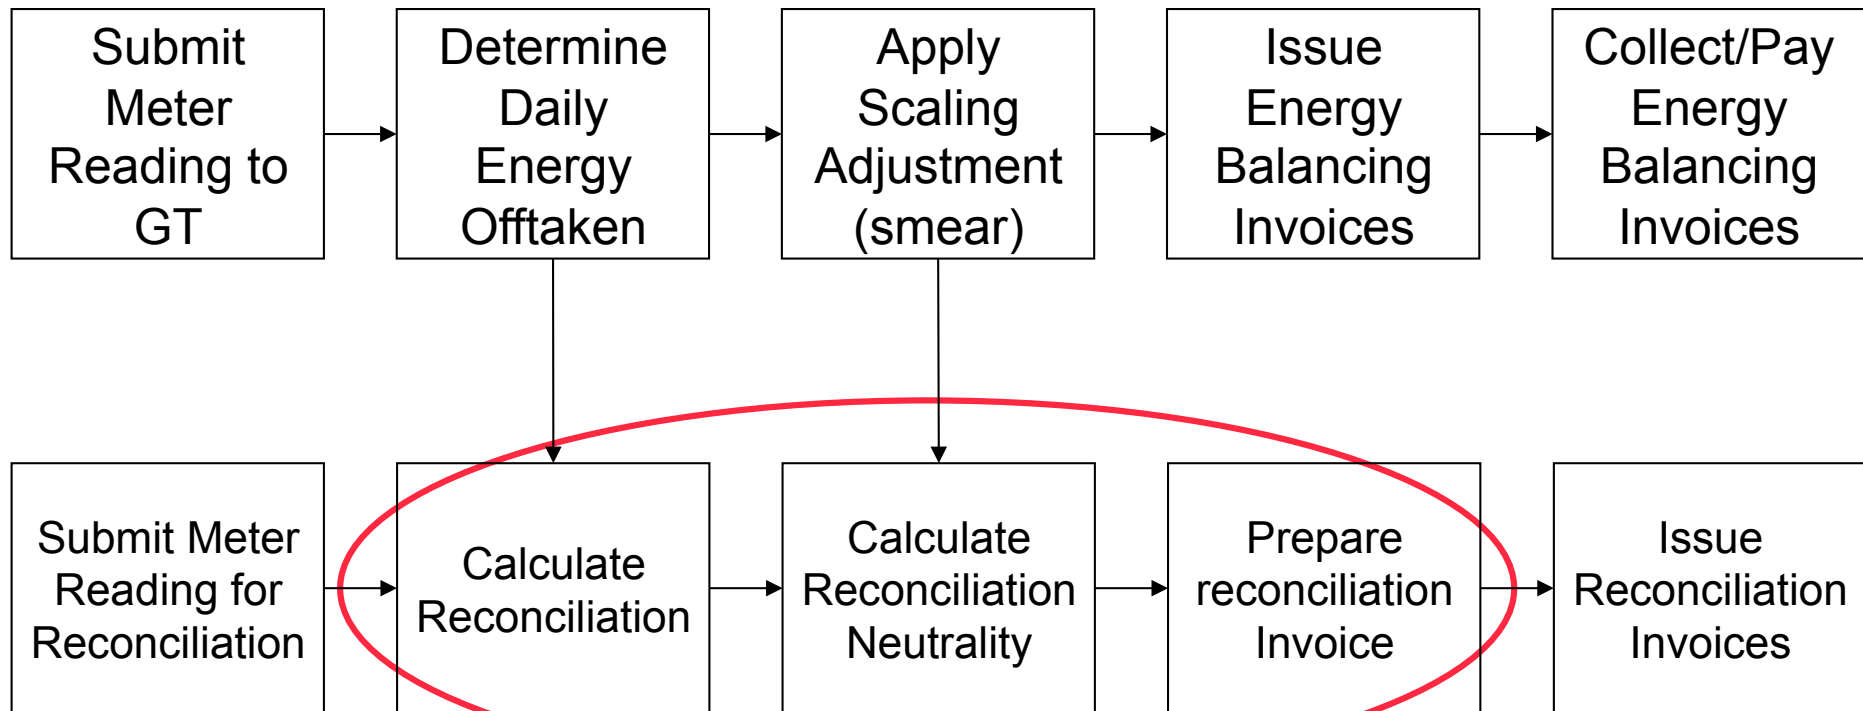 Submit
Meter
Reading to
GT
Determine
Daily
Energy
Offtaken
Apply
Scaling
Adjustment
(smear)
Issue
Energy
Balancing
Invoices
Collect/Pay
Energy
Balancing
Invoices
Submit Meter
Reading for
Reconciliation
Calculate
Reconciliation
Calculate
Reconciliation
Neutrality
Prepare
reconciliation
Invoice
Issue
Reconciliation
Invoices